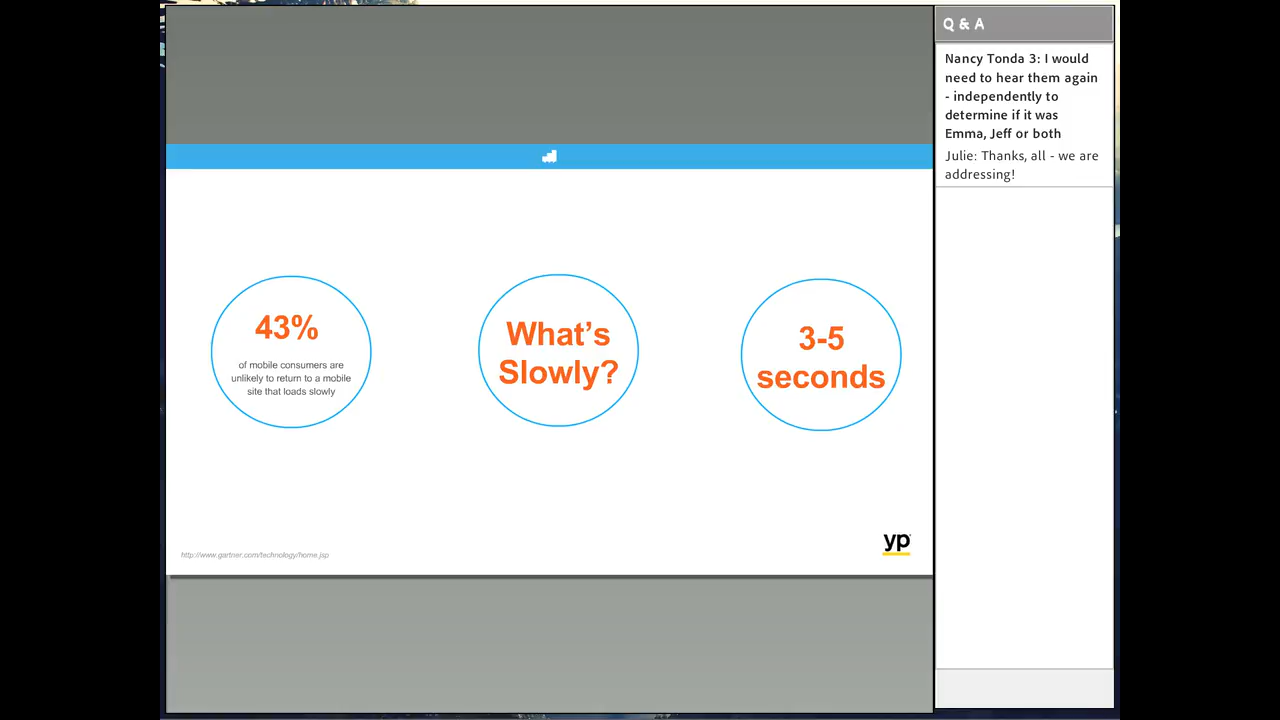 43%
of mobile consumers are
unlikely to return to a mobile
site that loads slowly
What's
Slowly?
3-5
seconds
http://www.gartner.com/technology/home.jsp
yp
Q & A
Nancy Tonda 3: I would
need to hear them again
- independently to
determine if it was
Emma, Jeff or both
Julie: Thanks, all - we are
addressing!